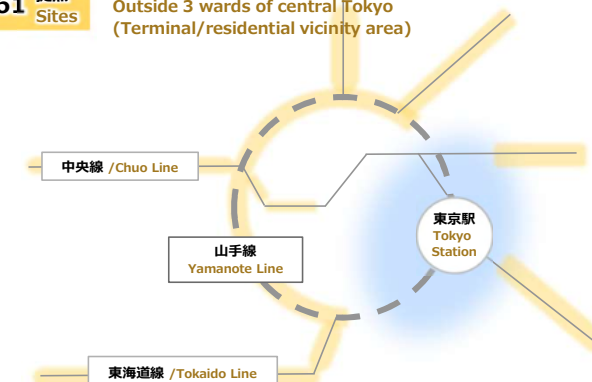 51
Sites
Outside 3 wards of central Tokyo
(Terminal/residential vicinity area)
中央線 /Chuo Line
東京駅
Tokyo
Station
山手線
Yamanote Line
東海道線 /Tokaido Line